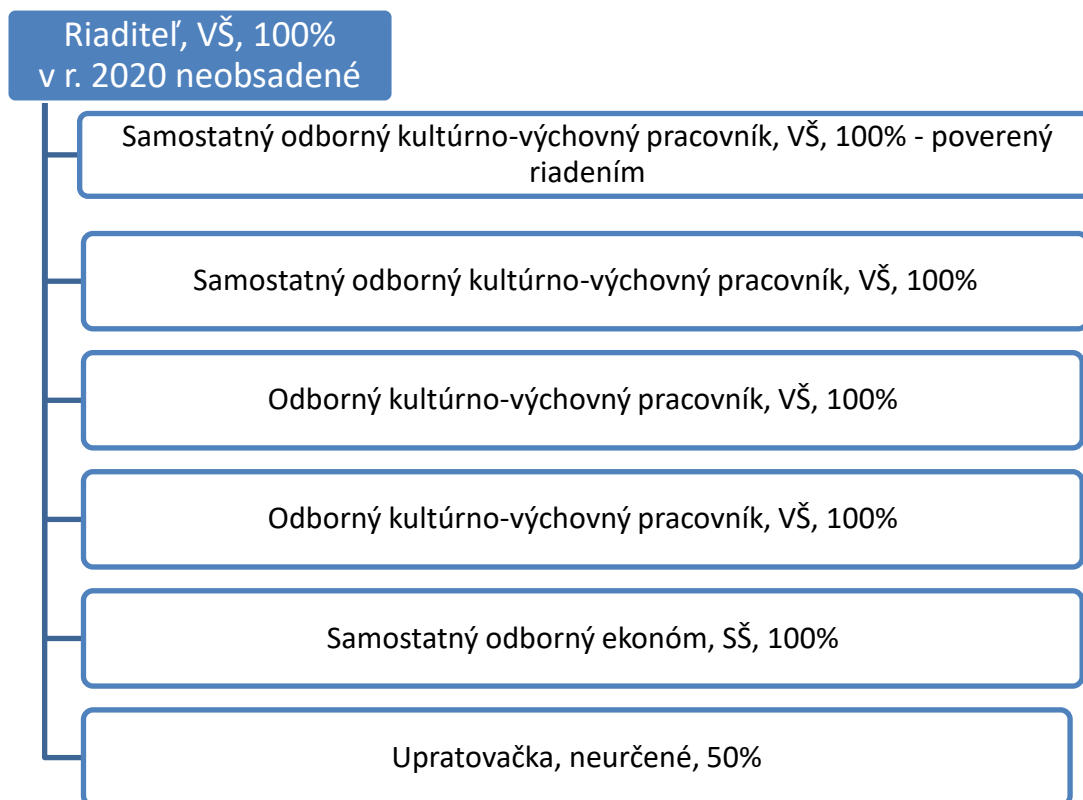 Riaditeľ, VŠ, 100%
v r. 2020 neobsadené
Samostatný odborný kultúrno-výchovný pracovník, VŠ, 100% - poverený
riadením
Samostatný odborný kultúrno-výchovný pracovník, VŠ, 100%
Odborný kultúrno-výchovný pracovník, VŠ, 100%
Odborný kultúrno-výchovný pracovník, VŠ, 100%
Samostatný odborný ekonóm, SŠ, 100%
Upratovačka, neurčené, 50%